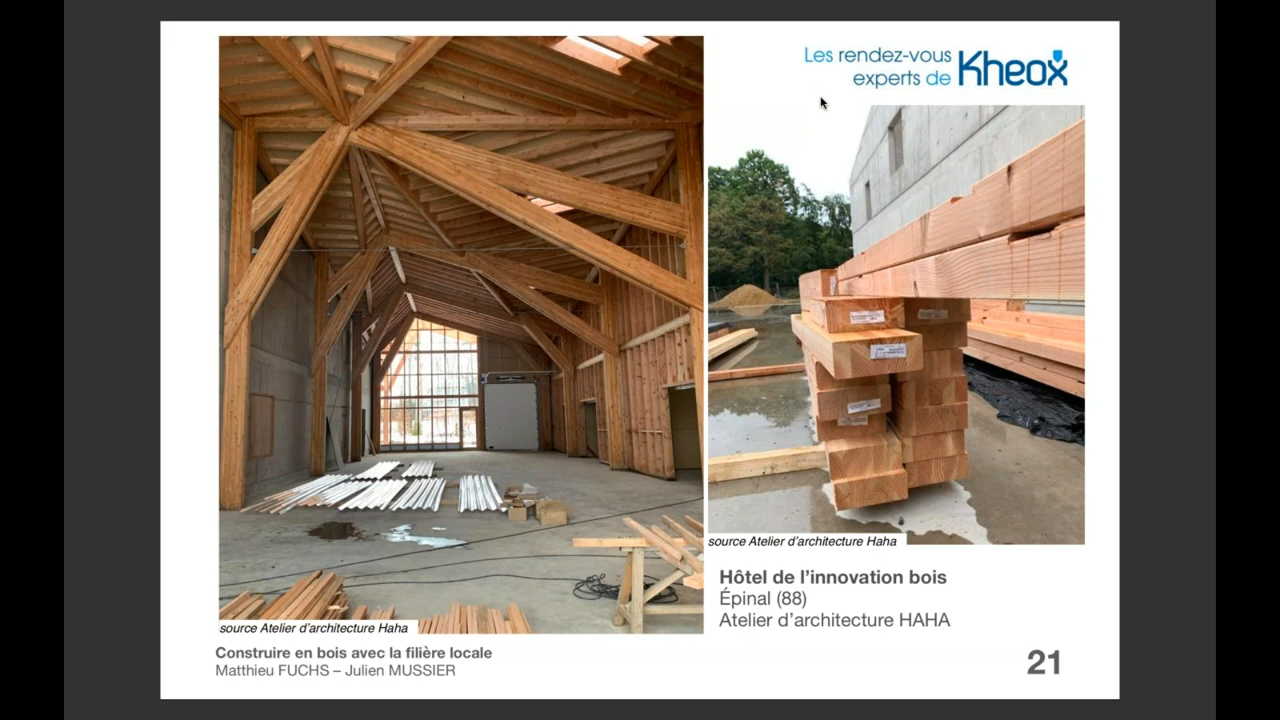 Les rendez-vous
experts de Kheox
source Atelier d’architecture Haha
Hôtel de l’innovation bois
Épinal (88)
Atelier d’architecture HAHA
source Atelier d’architecture Haha
Construire en bois avec la filière locale
Matthieu FUCHS – Julien MUSSIER
21